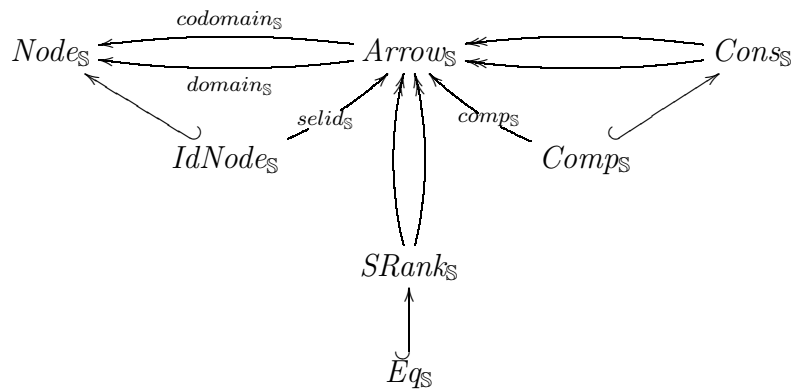 codomain𝕊
Node𝕊 Arrow𝕊 Cons𝕊
domain𝕊
selid𝕊 comp𝕊
IdNode𝕊 Comp𝕊
SRank𝕊
Eq𝕊